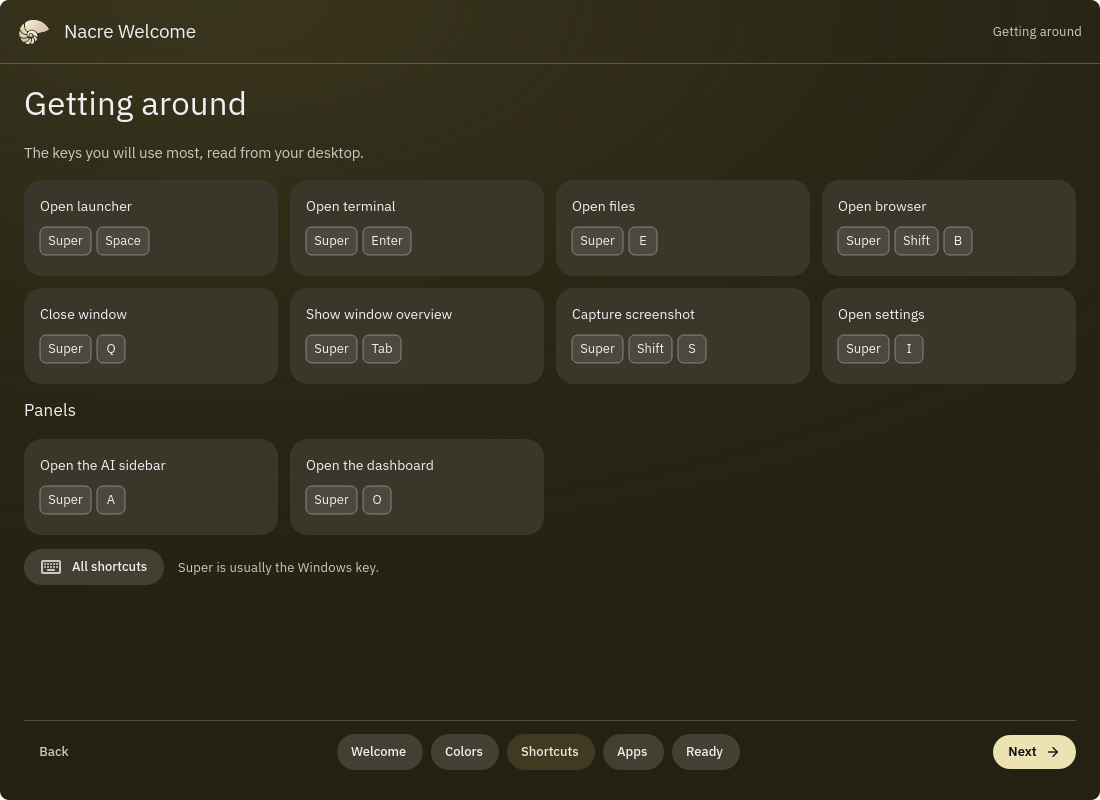 Nacre Welcome
Getting around
Getting around
The keys you will use most, read from your desktop.
Open launcher
Super Space
Open terminal
Super Enter
Open files
Super E
Open browser
Super Shift B
Close window
Super Q
Show window overview
Super Tab
Capture screenshot
Super Shift S
Open settings
Super I
Panels
Open the AI sidebar
Super A
Open the dashboard
Super O
All shortcuts
Super is usually the Windows key.
Back
Welcome
Colors
Shortcuts
Apps
Ready
Next